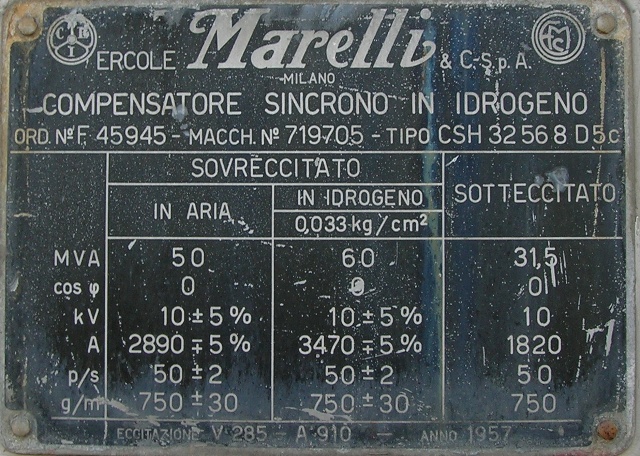 ERCOLE Marelli & C. S.p.A.
MILANO
COMPENSATORE SINCRONO IN IDROGENO
ORD. Nº F 45945 - MACCH. Nº 719705 - TIPO CSH 32 56 8 D5c
SOVRECCITATO
IN ARIA IN IDROGENO SOTTECCITATO
0,033 kg/cm²
MVA 50 60 31,5
cos φ 0 0 0
kV 10 ± 5 % 10 ± 5 % 10
A 2890 ∓ 5 % 3470 ∓ 5 % 1820
p/s 50 ± 2 50 ± 2 50
g/m 750 ± 30 750 ± 30 750
ECCITAZIONE V 285 - A 910 - ANNO 1957